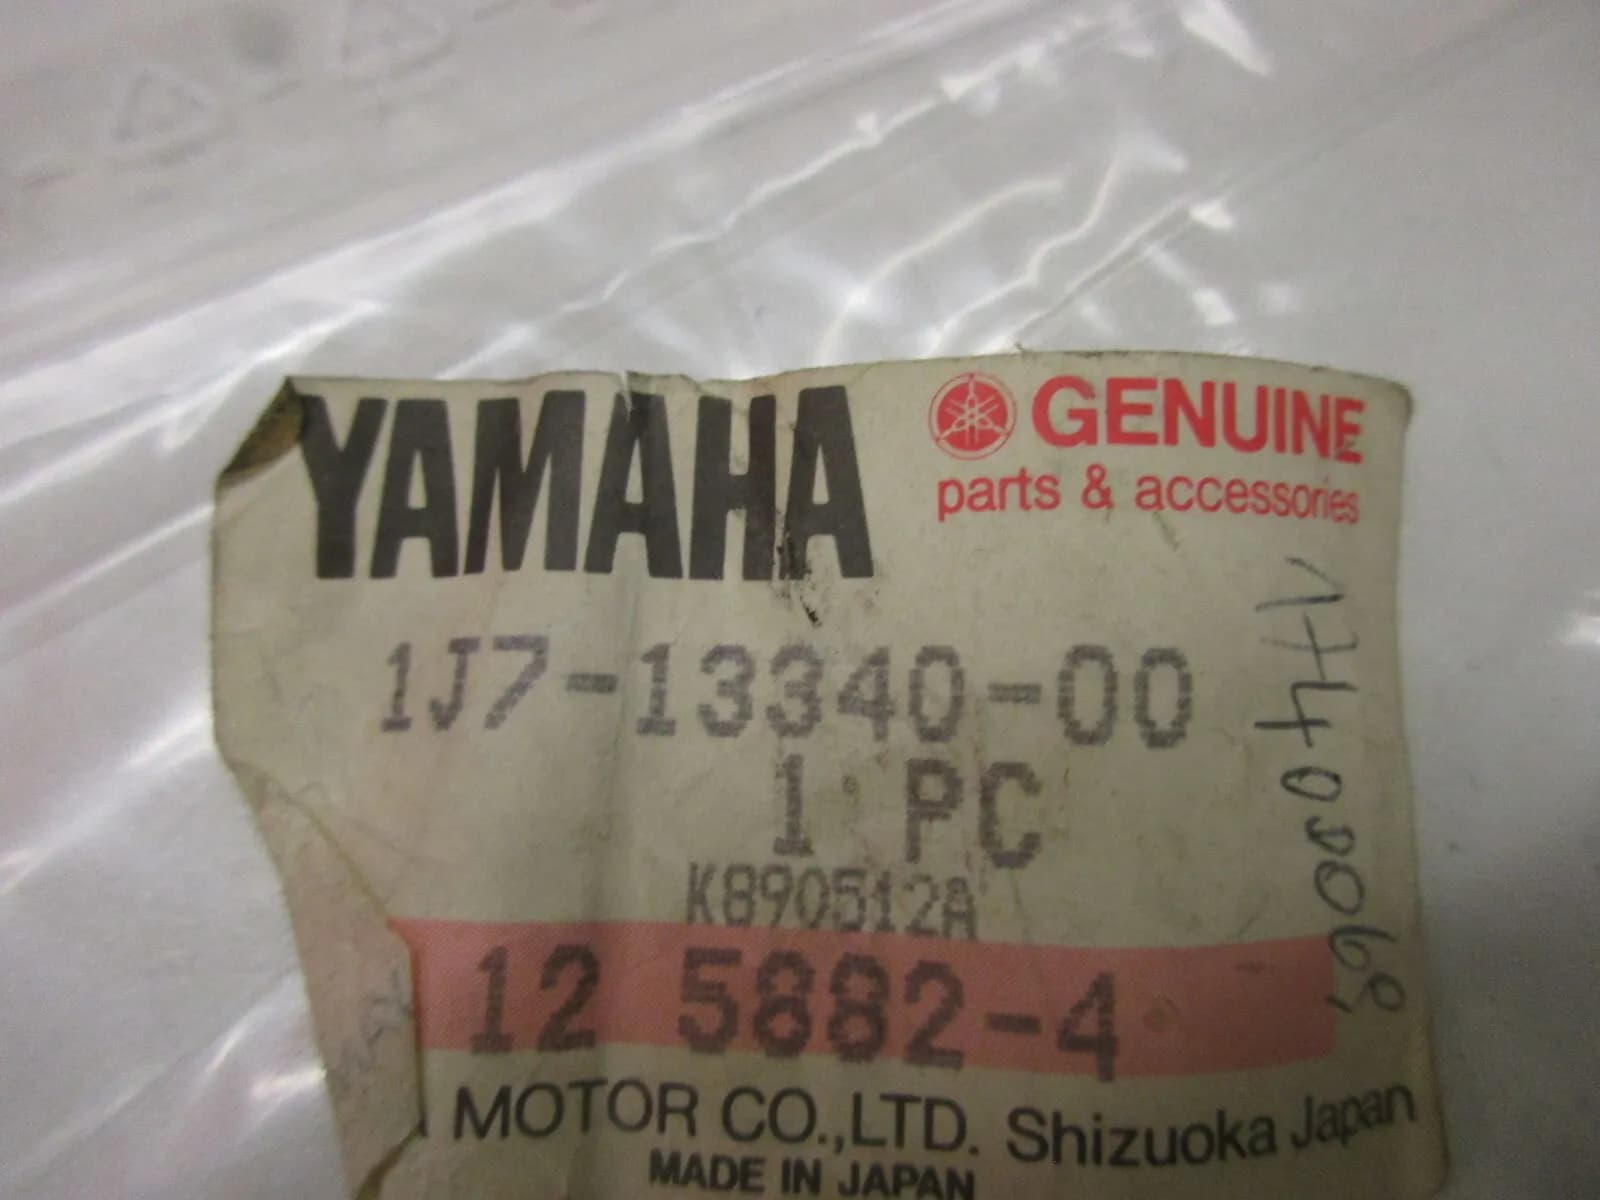 YAMAHA
GENUINE
parts & accessories
1J7-13340-00
1 PC
K890512A
12 5882-4
MOTOR CO.,LTD. Shizuoka Japan
MADE IN JAPAN